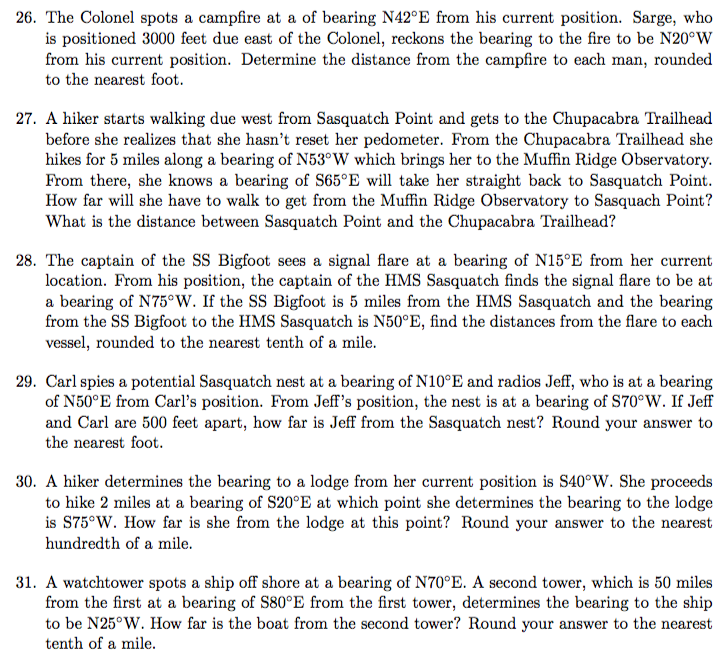 26. The Colonel spots a campfire at a of bearing N42°E from his current position. Sarge, who
is positioned 3000 feet due east of the Colonel, reckons the bearing to the fire to be N20°W
from his current position. Determine the distance from the campfire to each man, rounded
to the nearest foot.
27. A hiker starts walking due west from Sasquatch Point and gets to the Chupacabra Trailhead
before she realizes that she hasn't reset her pedometer. From the Chupacabra Trailhead she
hikes for 5 miles along a bearing of N53°W which brings her to the Muffin Ridge Observatory.
From there, she knows a bearing of S65°E will take her straight back to Sasquatch Point.
How far will she have to walk to get from the Muffin Ridge Observatory to Sasquach Point?
What is the distance between Sasquatch Point and the Chupacabra Trailhead?
28. The captain of the SS Bigfoot sees a signal flare at a bearing of N15°E from her current
location. From his position, the captain of the HMS Sasquatch finds the signal flare to be at
a bearing of N75°W. If the SS Bigfoot is 5 miles from the HMS Sasquatch and the bearing
from the SS Bigfoot to the HMS Sasquatch is N50°E, find the distances from the flare to each
vessel, rounded to the nearest tenth of a mile.
29. Carl spies a potential Sasquatch nest at a bearing of N10°E and radios Jeff, who is at a bearing
of N50°E from Carl's position. From Jeff's position, the nest is at a bearing of S70°W. If Jeff
and Carl are 500 feet apart, how far is Jeff from the Sasquatch nest? Round your answer to
the nearest foot.
30. A hiker determines the bearing to a lodge from her current position is S40°W. She proceeds
to hike 2 miles at a bearing of S20°E at which point she determines the bearing to the lodge
is S75°W. How far is she from the lodge at this point? Round your answer to the nearest
hundredth of a mile.
31. A watchtower spots a ship off shore at a bearing of N70°E. A second tower, which is 50 miles
from the first at a bearing of S80°E from the first tower, determines the bearing to the ship
to be N25°W. How far is the boat from the second tower? Round your answer to the nearest
tenth of a mile.